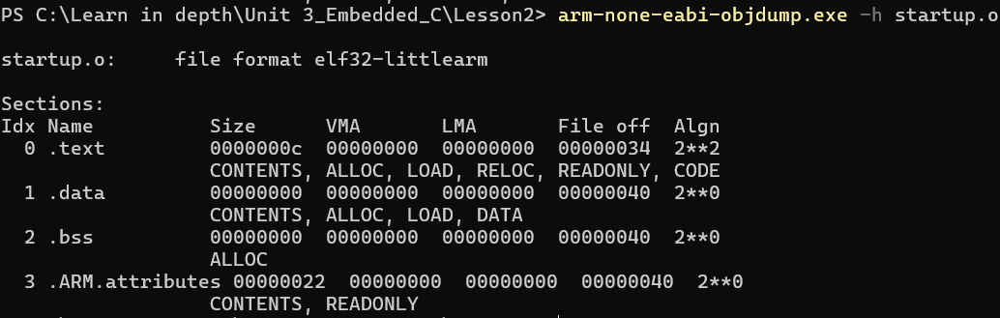 PS C:\Learn in depth\Unit 3_Embedded_C\Lesson2> arm-none-eabi-objdump.exe -h startup.o
startup.o:     file format elf32-littlearm
Sections:
Idx Name          Size      VMA       LMA       File off  Algn
  0 .text         0000000c  00000000  00000000  00000034  2**2
                  CONTENTS, ALLOC, LOAD, RELOC, READONLY, CODE
  1 .data         00000000  00000000  00000000  00000040  2**0
                  CONTENTS, ALLOC, LOAD, DATA
  2 .bss          00000000  00000000  00000000  00000040  2**0
                  ALLOC
  3 .ARM.attributes 00000022  00000000  00000000  00000040  2**0
                  CONTENTS, READONLY